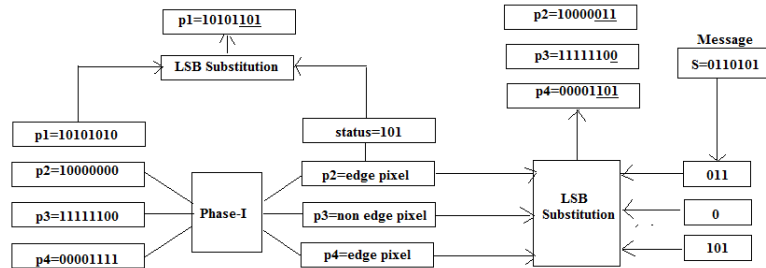 p1=10101101
p2=10000011
p3=11111100
p4=00001101
Message
S=0110101
LSB Substitution
p1=10101010
status=101
p2=10000000
p2=edge pixel
011
p3=11111100
Phase-I
p3=non edge pixel
LSB
Substitution
0
p4=00001111
p4=edge pixel
101